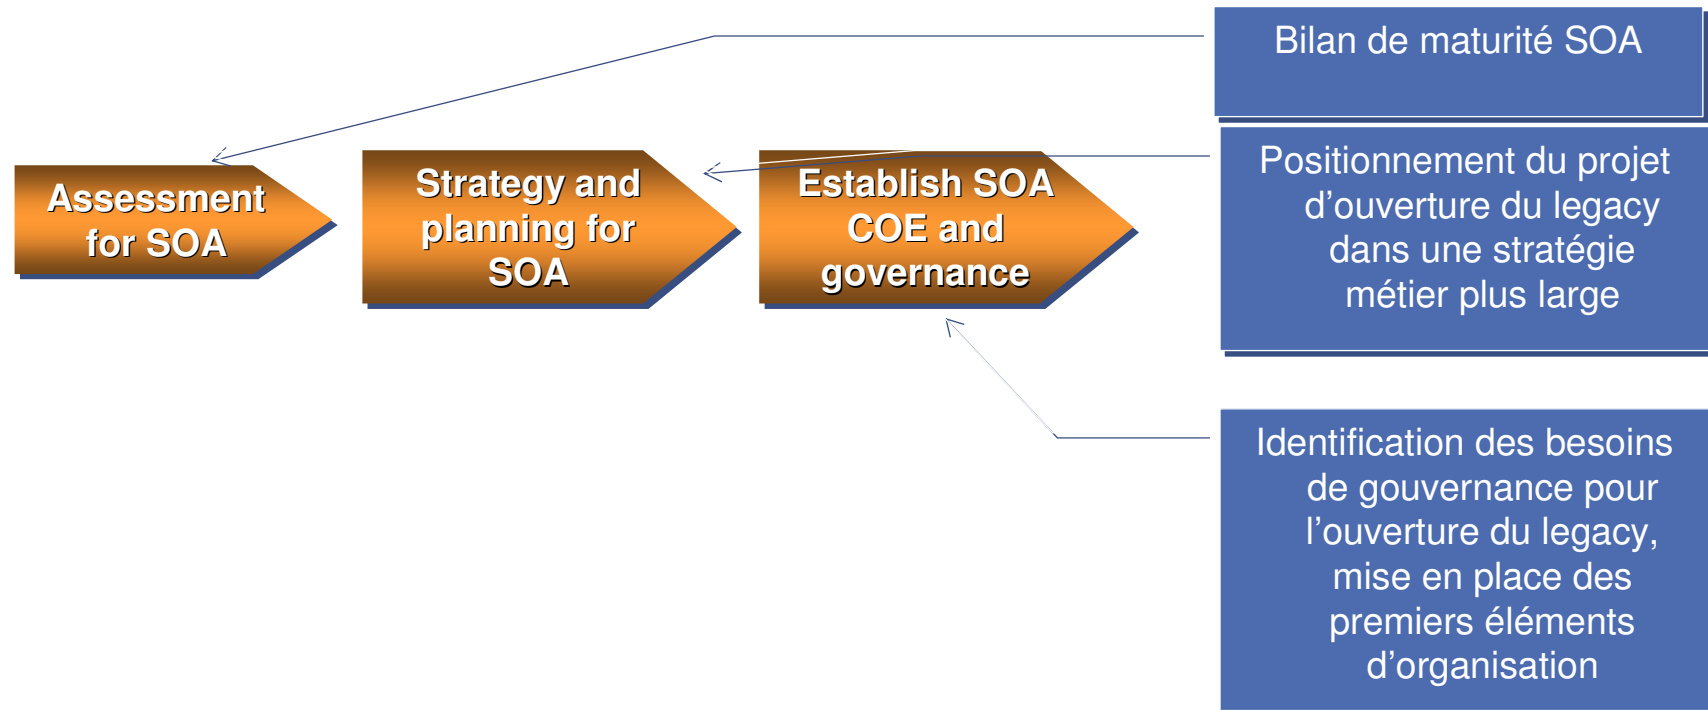 Bilan de maturité SOA
Assessment
for SOA
Strategy and
planning for
SOA
Establish SOA
COE and
governance
Positionnement du projet
d’ouverture du legacy
dans une stratégie
métier plus large
Identification des besoins
de gouvernance pour
l’ouverture du legacy,
mise en place des
premiers éléments
d’organisation